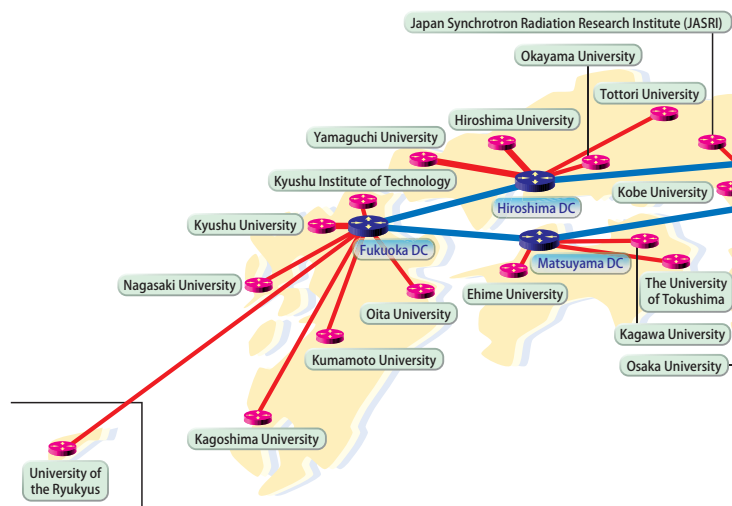 Japan Synchrotron Radiation Research Institute (JASRI)
Okayama University
Tottori University
Hiroshima University
Yamaguchi University
Kyushu Institute of Technology
Kobe University
Hiroshima DC
Kyushu University
Fukuoka DC
Matsuyama DC
Nagasaki University
Ehime University
The University
of Tokushima
Oita University
Kagawa University
Kumamoto University
Osaka University
Kagoshima University
University of
the Ryukyus